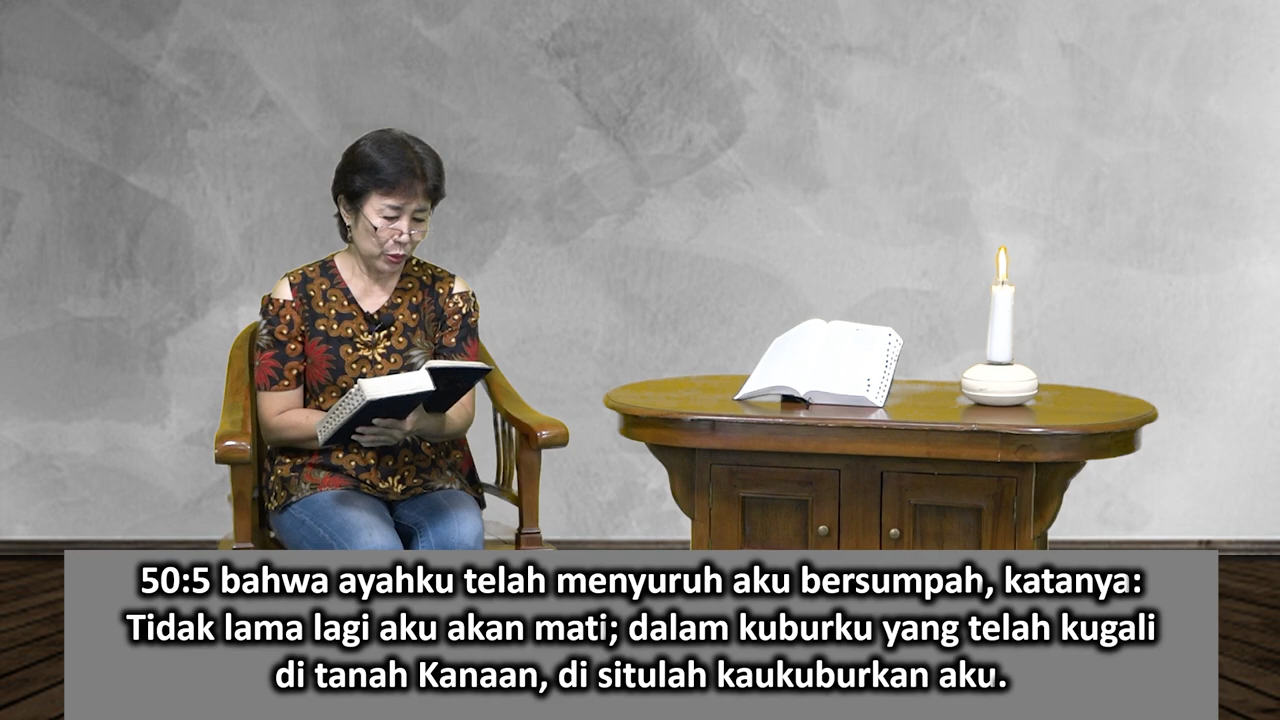 50:5 bahwa ayahku telah menyuruh aku bersumpah, katanya:
Tidak lama lagi aku akan mati; dalam kuburku yang telah kugali
di tanah Kanaan, di situlah kaukuburkan aku.